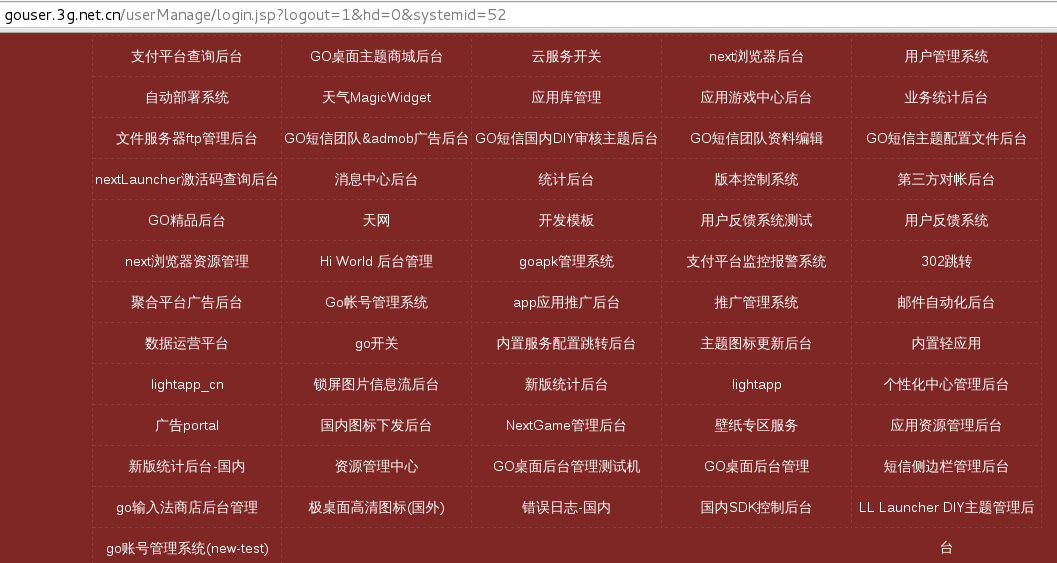 gouser.3g.net.cn/userManage/login.jsp?logout=1&hd=0&systemid=52
支付平台查询后台 GO桌面主题商城后台 云服务开关 next浏览器后台 用户管理系统
自动部署系统 天气MagicWidget 应用库管理 应用游戏中心后台 业务统计后台
文件服务器ftp管理后台 GO短信团队&admob广告后台 GO短信国内DIY审核主题后台 GO短信团队资料编辑 GO短信主题配置文件后台
nextLauncher激活码查询后台 消息中心后台 统计后台 版本控制系统 第三方对帐后台
GO精品后台 天网 开发模板 用户反馈系统测试 用户反馈系统
next浏览器资源管理 Hi World 后台管理 goapk管理系统 支付平台监控报警系统 302跳转
聚合平台广告后台 Go帐号管理系统 app应用推广后台 推广管理系统 邮件自动化后台
数据运营平台 go开关 内置服务配置跳转后台 主题图标更新后台 内置轻应用
lightapp_cn 锁屏图片信息流后台 新版统计后台 lightapp 个性化中心管理后台
广告portal 国内图标下发后台 NextGame管理后台 壁纸专区服务 应用资源管理后台
新版统计后台-国内 资源管理中心 GO桌面后台管理测试机 GO桌面后台管理 短信侧边栏管理后台
go输入法商店后台管理 极桌面高清图标(国外) 错误日志-国内 国内SDK控制后台 LL Launcher DIY主题管理后
go账号管理系统(new-test) 台